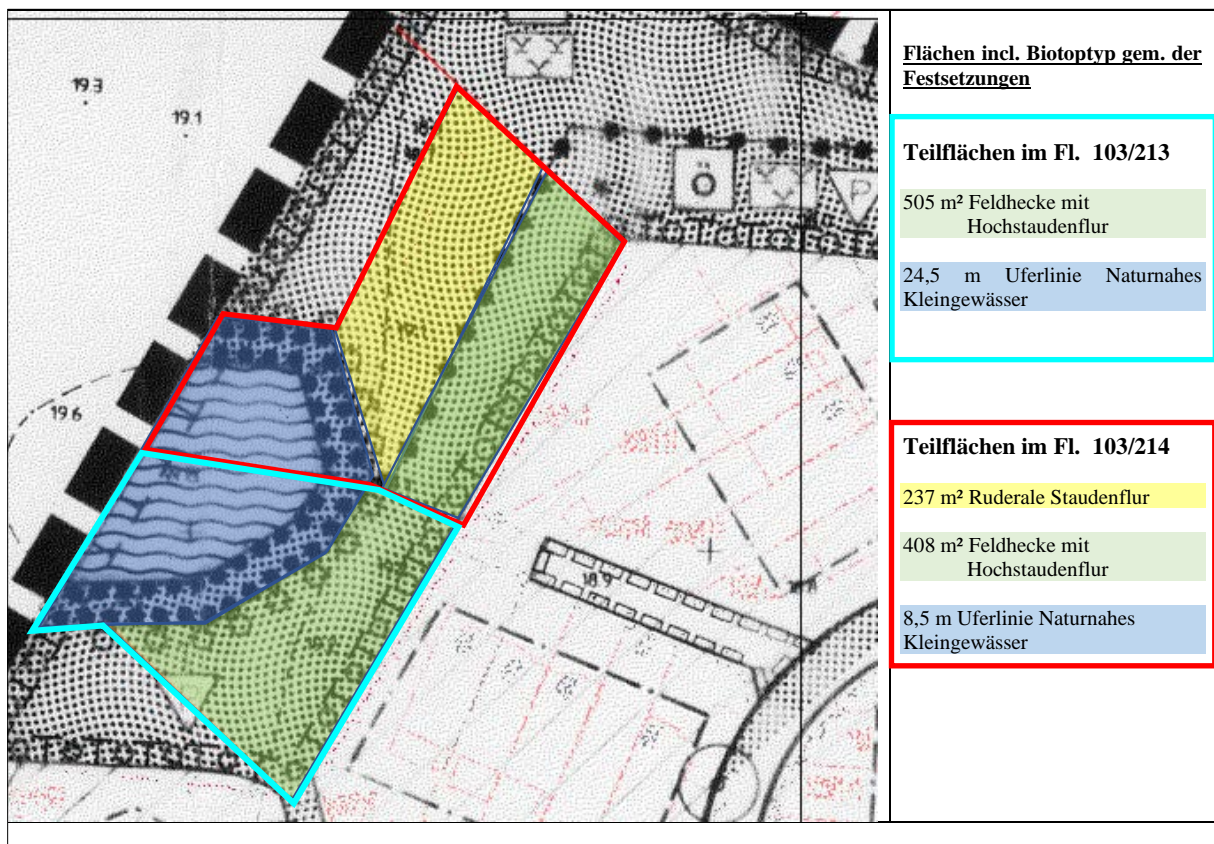 19.3
19.1
Ö
P
19.6
18.9
Flächen incl. Biotoptyp gem. der
Festsetzungen
Teilflächen im Fl. 103/213
505 m² Feldhecke mit
Hochstaudenflur
24,5 m Uferlinie Naturnahes
Kleingewässer
Teilflächen im Fl. 103/214
237 m² Ruderale Staudenflur
408 m² Feldhecke mit
Hochstaudenflur
8,5 m Uferlinie Naturnahes
Kleingewässer